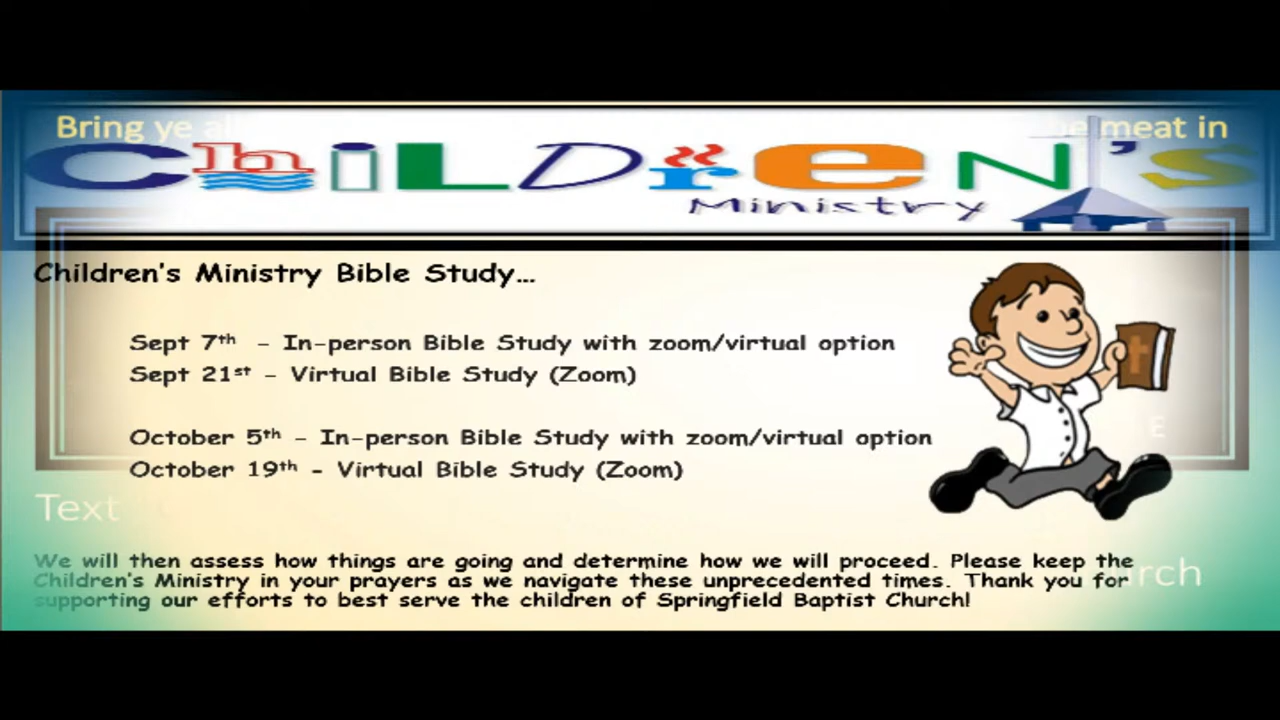 Bring ye a
be meat in
Children's
Ministry
Children's Ministry Bible Study...
Sept 7th - In-person Bible Study with zoom/virtual option
Sept 21st - Virtual Bible Study (Zoom)
October 5th - In-person Bible Study with zoom/virtual option
October 19th - Virtual Bible Study (Zoom)
E
Text
We will then assess how things are going and determine how we will proceed. Please keep the
Children's Ministry in your prayers as we navigate these unprecedented times. Thank you for
supporting our efforts to best serve the children of Springfield Baptist Church!
rch